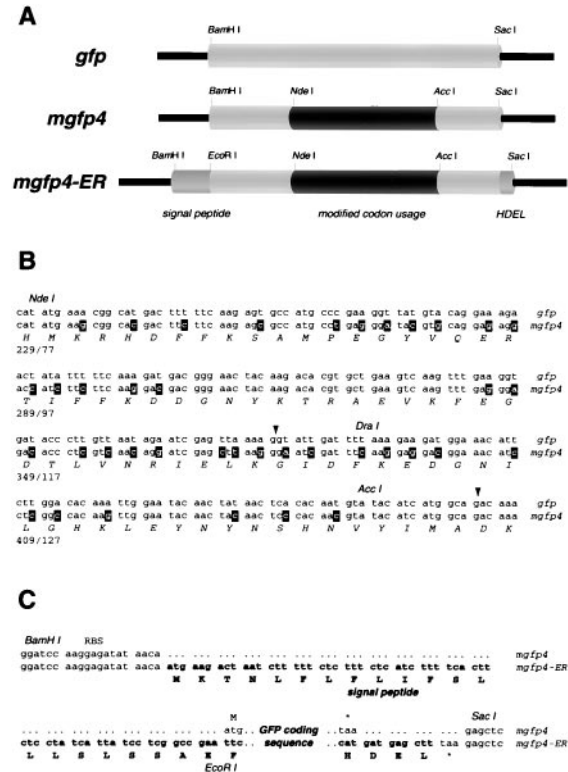 A
BamH I Sac I
gfp
BamH I Nde I Acc I Sac I
mgfp4
BamH I EcoR I Nde I Acc I Sac I
mgfp4-ER
signal peptide modified codon usage HDEL
B
Nde I
cat atg aaa cgg cat gac ttt ttc aag agt gcc atg ccc gaa ggt tat gta cag gaa aga gfp
cat atg aag cgg cac gac ttc ttc aag agc gcc atg cct gag gga tac gtg cag gag agg mgfp4
H M K R H D F F K S A M P E G Y V Q E R
229/77
act ata ttt ttc aaa gat gac ggg aac tac aag aca cgt gct gaa gtc aag ttt gaa ggt gfp
acc atc ttc ttc aag gac gac ggg aac tac aag aca cgt gct gaa gtc aag ttt gag gga mgfp4
T I F F K D D G N Y K T R A E V K F E G
289/97
Dra I
gat acc ctt gtt aat aga atc gag tta aaa ggt att gat ttt aaa gaa gat gga aac att gfp
gac acc ctc gtc aac agg atc gag ctt aag gga atc gat ttc aag gag gac gga aac atc mgfp4
D T L V N R I E L K G I D F K E D G N I
349/117
Acc I
ctt gga cac aaa ttg gaa tac aac tat aac tca cac aat gta tac atc atg gca gac aaa gfp
ctc ggc cac aag ttg gaa tac aac tac aac tcc cac aac gta tac atc atg gca gac aaa mgfp4
L G H K L E Y N Y N S H N V Y I M A D K
409/127
C
BamH I RBS
ggatcc aaggagatat aaca ... ... ... ... ... ... ... ... ... ... ... ... mgfp4
ggatcc aaggagatat aaca atg aag act aat ctt ttt ctc ttt ctc atc ttt tca ctt mgfp4-ER
M K T N L F L F L I F S L
signal peptide
M * Sac I
... ... ... ... ... ... ... ... ... atg.. GFP coding ... ... ... ... taa gagctc mgfp4
ctc cta tca tta tcc tcg gcc gaa ttc sequence cat gat gag ctt taa gagctc mgfp4-ER
L L S L S S A E F H D E L *
EcoR I